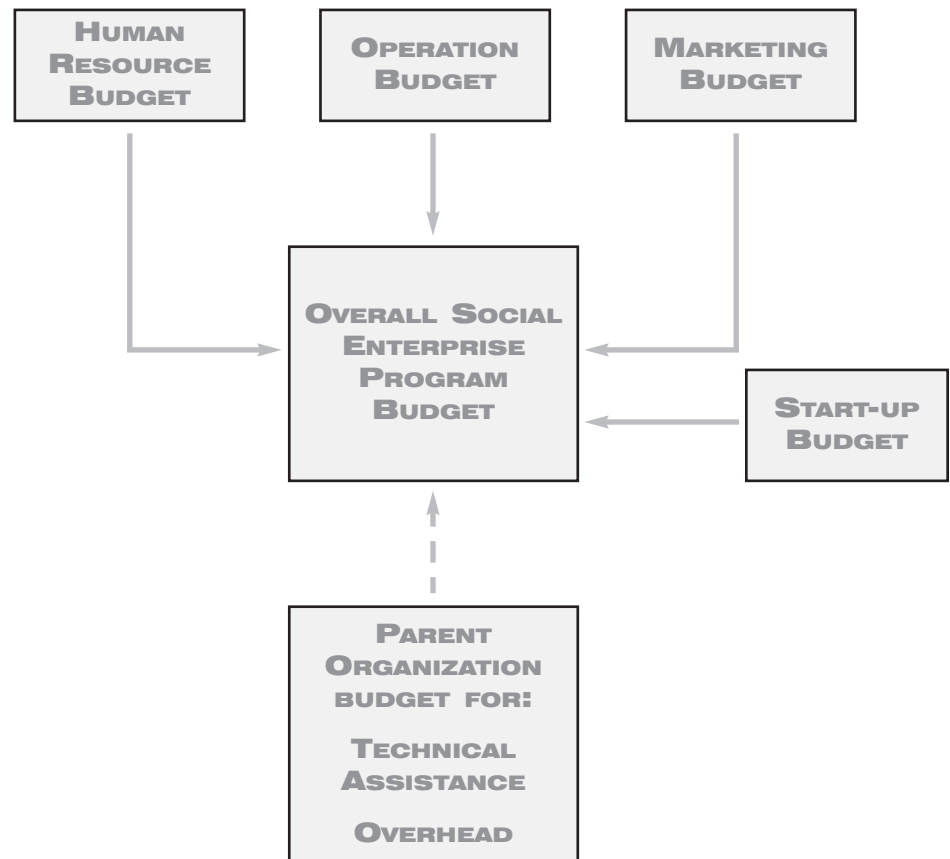 HUMAN
RESOURCE
BUDGET
OPERATION
BUDGET
MARKETING
BUDGET
OVERALL SOCIAL
ENTERPRISE
PROGRAM
BUDGET
START-UP
BUDGET
PARENT
ORGANIZATION
BUDGET FOR:
TECHNICAL
ASSISTANCE
OVERHEAD